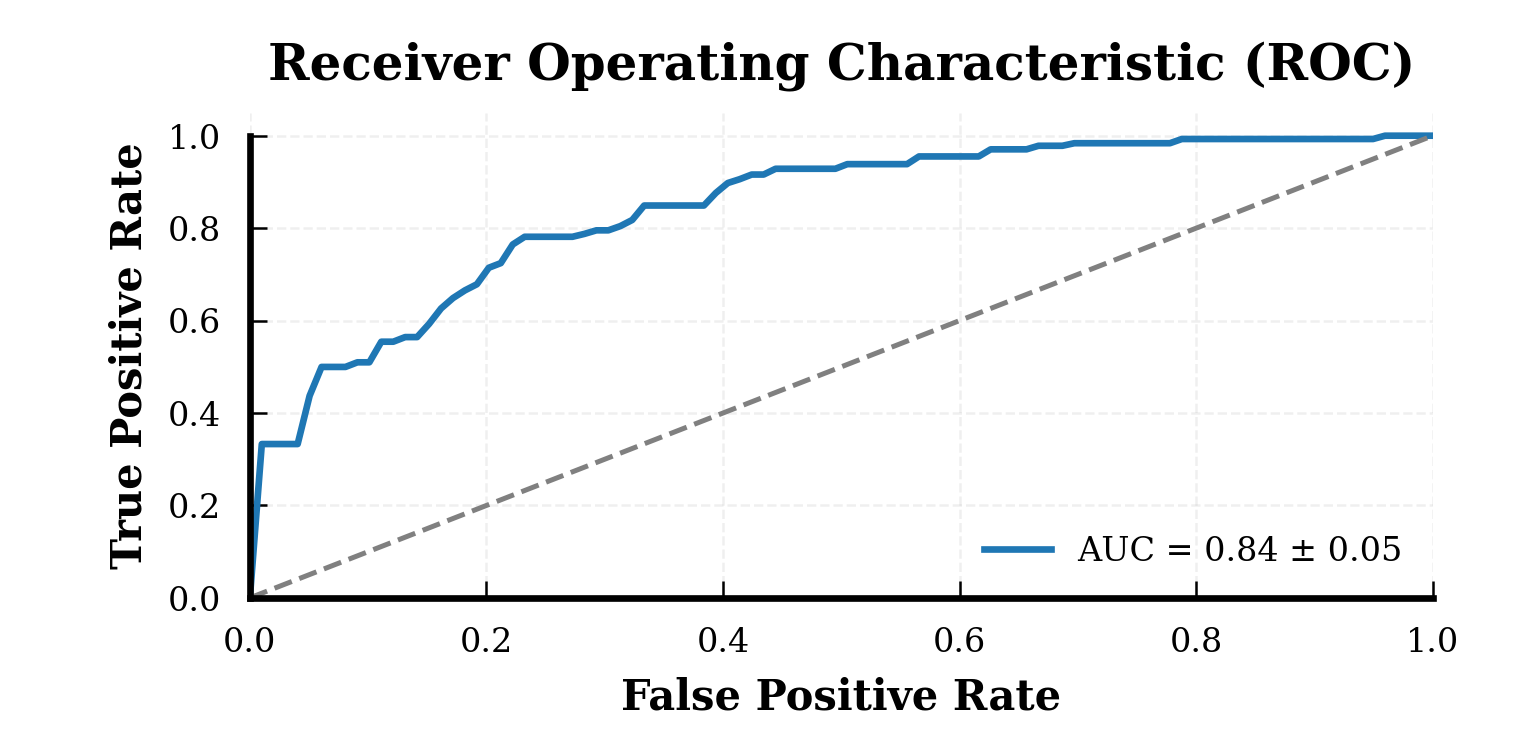 Receiver Operating Characteristic (ROC)
True Positive Rate
1.0
0.8
0.6
0.4
0.2
0.0
AUC = 0.84 ± 0.05
0.0 0.2 0.4 0.6 0.8 1.0
False Positive Rate